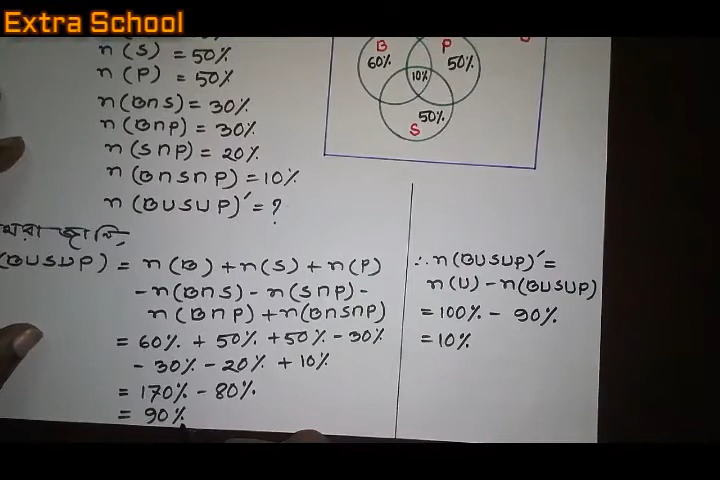 Extra School
n (S) = 50%
n (P) = 50%
n (B∩S) = 30%
n (B∩P) = 30%
n (S∩P) = 20%
n (B∩S∩P) = 10%
n (B∪S∪P)′ = ?
B
P
60%
50%
10%
50%
S
জানি,
(B∪S∪P) = n (B) + n (S) + n (P)
- n (B∩S) - n (S∩P) -
n (B∩P) + n (B∩S∩P)
= 60% + 50% + 50% - 30%
- 30% - 20% + 10%
= 170% - 80%
= 90%
∴ n (B∪S∪P)′ =
n (U) - n (B∪S∪P)
= 100% - 90%
= 10%